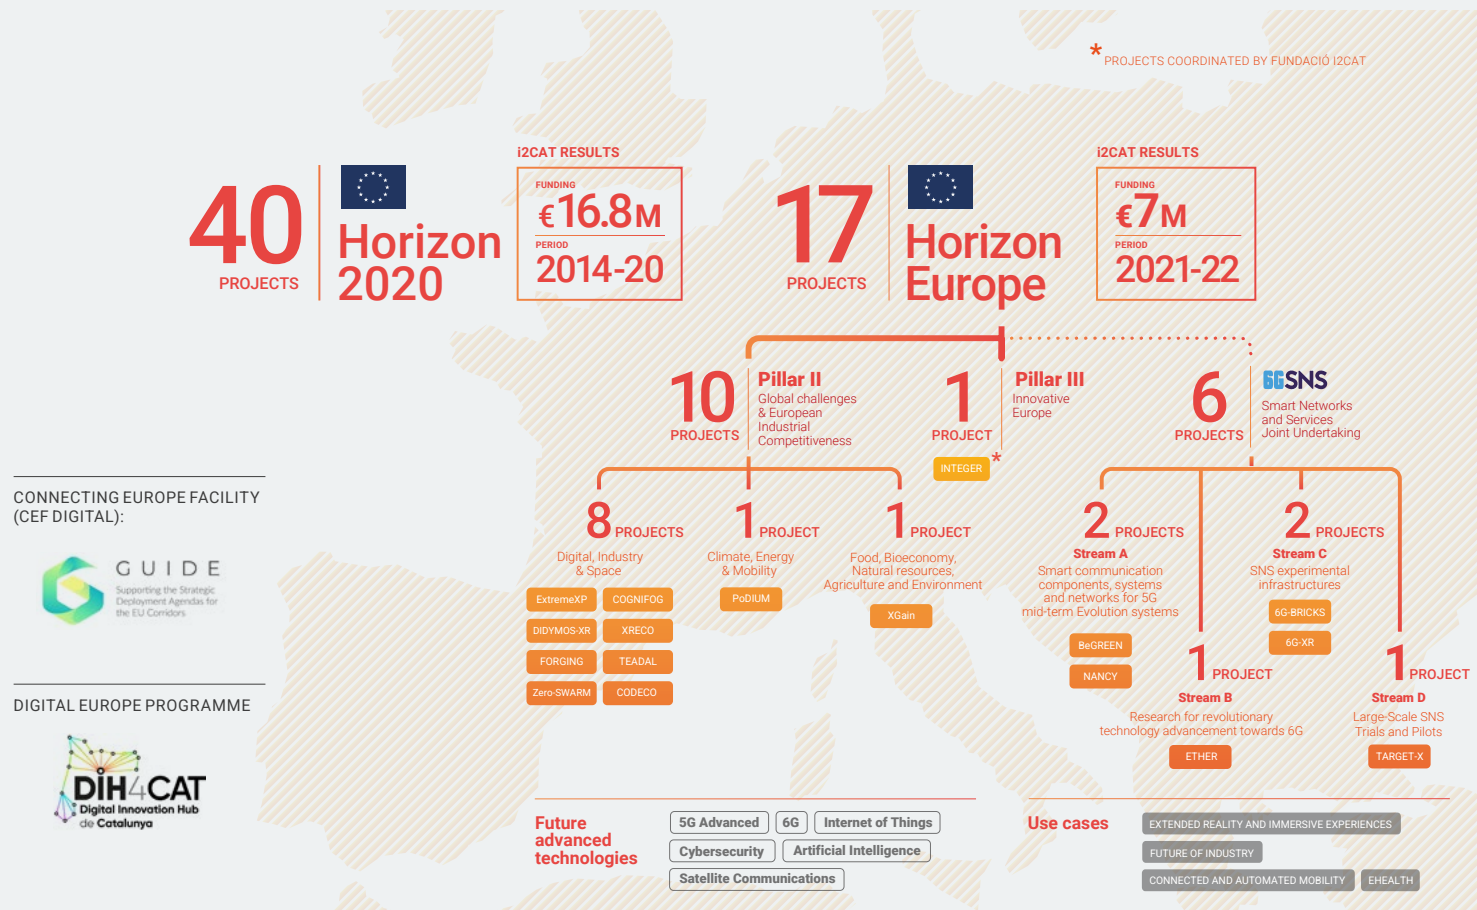 * PROJECTS COORDINATED BY FUNDACIÓ I2CAT
40
PROJECTS
Horizon
2020
i2CAT RESULTS
FUNDING
€16.8M
PERIOD
2014-20
17
PROJECTS
Horizon
Europe
i2CAT RESULTS
FUNDING
€7M
PERIOD
2021-22
10
PROJECTS
Pillar II
Global challenges
& European
Industrial
Competitiveness
1
PROJECT
Pillar III
Innovative
Europe
INTEGER *
6
PROJECTS
6GSNS
Smart Networks
and Services
Joint Undertaking
8 PROJECTS
Digital, Industry
& Space
ExtremeXP
COGNIFOG
DIDYMOS-XR
XRECO
FORGING
TEADAL
Zero-SWARM
CODECO
1 PROJECT
Climate, Energy
& Mobility
PoDIUM
1 PROJECT
Food, Bioeconomy,
Natural resources,
Agriculture and Environment
XGain
2 PROJECTS
Stream A
Smart communication
components, systems
and networks for 5G
mid-term Evolution systems
BeGREEN
NANCY
1 PROJECT
Stream B
Research for revolutionary
technology advancement towards 6G
ETHER
2 PROJECTS
Stream C
SNS experimental
infrastructures
6G-BRICKS
6G-XR
1 PROJECT
Stream D
Large-Scale SNS
Trials and Pilots
TARGET-X
CONNECTING EUROPE FACILITY
(CEF DIGITAL):
GUIDE
Supporting the Strategic
Deployment Agendas for
the EU Corridors
DIGITAL EUROPE PROGRAMME
DIH4CAT
Digital Innovation Hub
de Catalunya
Future
advanced
technologies
5G Advanced
6G
Internet of Things
Cybersecurity
Artificial Intelligence
Satellite Communications
Use cases
EXTENDED REALITY AND IMMERSIVE EXPERIENCES
FUTURE OF INDUSTRY
CONNECTED AND AUTOMATED MOBILITY
EHEALTH